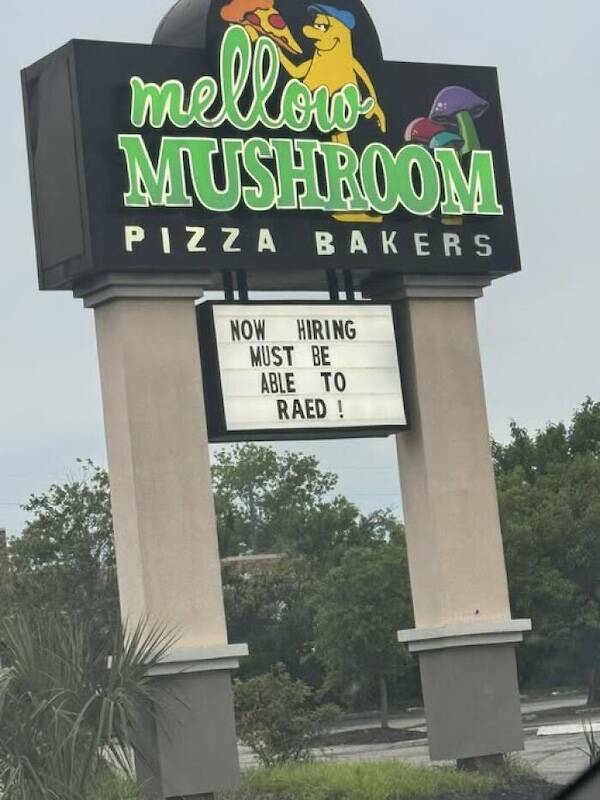 mellow
MUSHROOM
PIZZA BAKERS
NOW HIRING
MUST BE
ABLE TO
RAED !